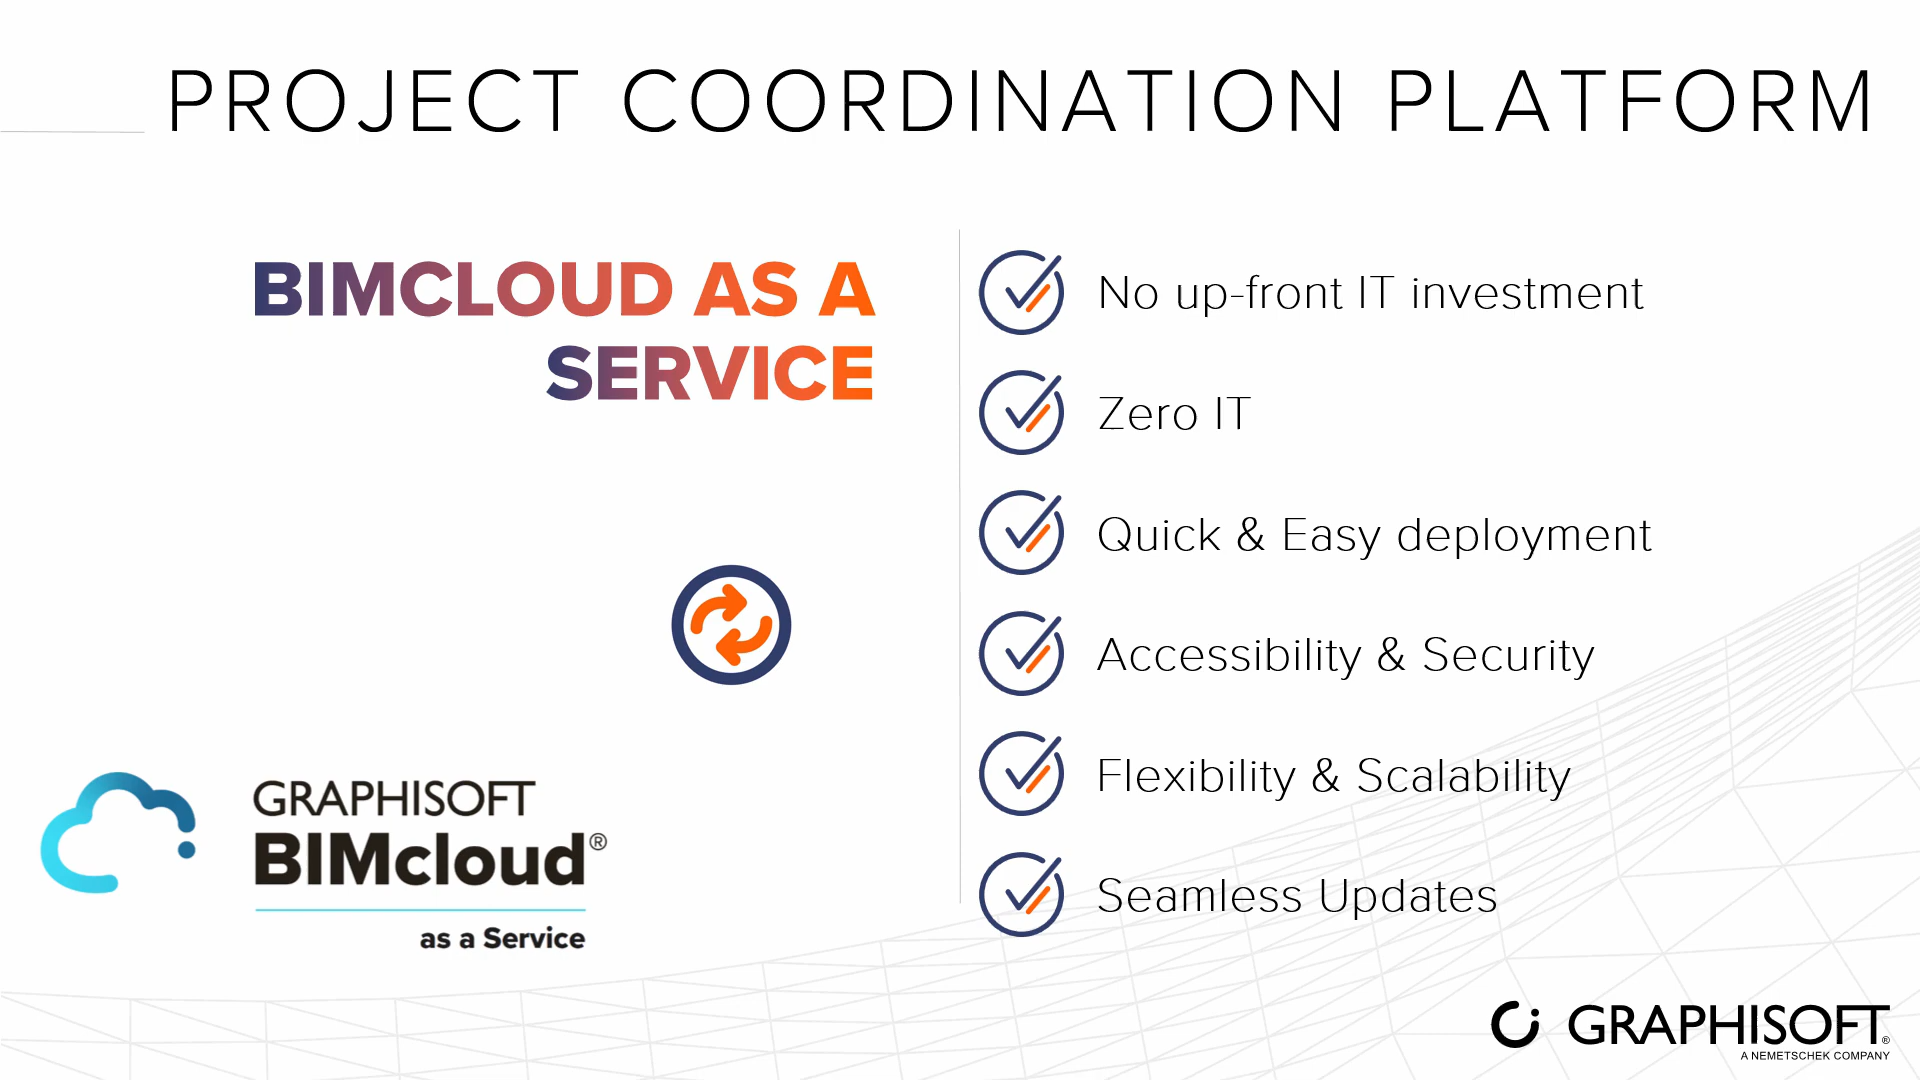 PROJECT COORDINATION PLATFORM
BIMCLOUD AS A
SERVICE
No up-front IT investment
Zero IT
Quick & Easy deployment
Accessibility & Security
Flexibility & Scalability
Seamless Updates
GRAPHISOFT
BIMcloud®
as a Service
GRAPHISOFT®
A NEMETSCHEK COMPANY